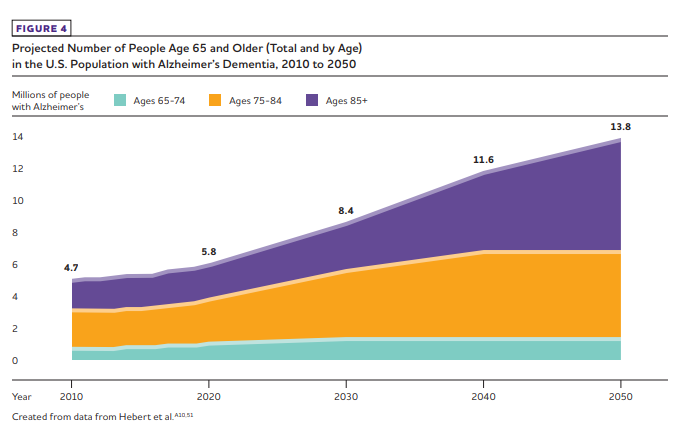 FIGURE 4
Projected Number of People Age 65 and Older (Total and by Age)
in the U.S. Population with Alzheimer's Dementia, 2010 to 2050
Millions of people
with Alzheimer's
Ages 65-74
Ages 75-84
Ages 85+
14
12
10
8
6
4
2
0
4.7
5.8
8.4
11.6
13.8
Year 2010 2020 2030 2040 2050
Created from data from Hebert et al.A10,51